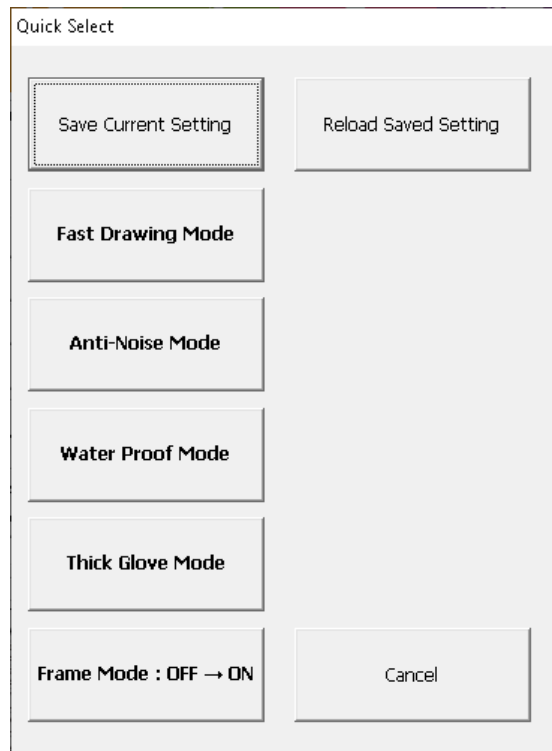 Quick Select
Save Current Setting
Reload Saved Setting
Fast Drawing Mode
Anti-Noise Mode
Water Proof Mode
Thick Glove Mode
Frame Mode : OFF → ON
Cancel